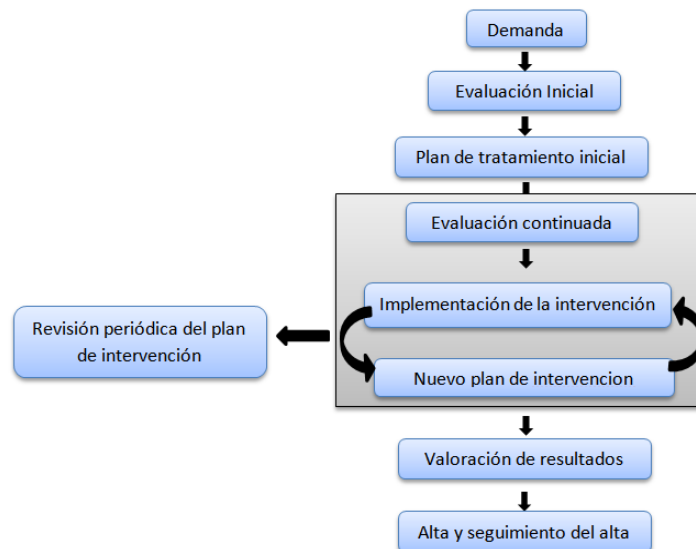 Demanda
Evaluación Inicial
Plan de tratamiento inicial
Evaluación continuada
Implementación de la intervención
Revisión periódica del plan
de intervención
Nuevo plan de intervencion
Valoración de resultados
Alta y seguimiento del alta